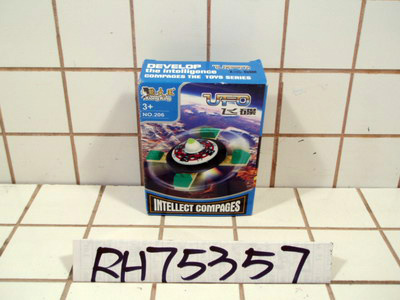 DEVELOP
the intelligence
COMPAGES THE TOYS SERIES
UFO
3+
NO.206
INTELLECT COMPAGES
RH75357